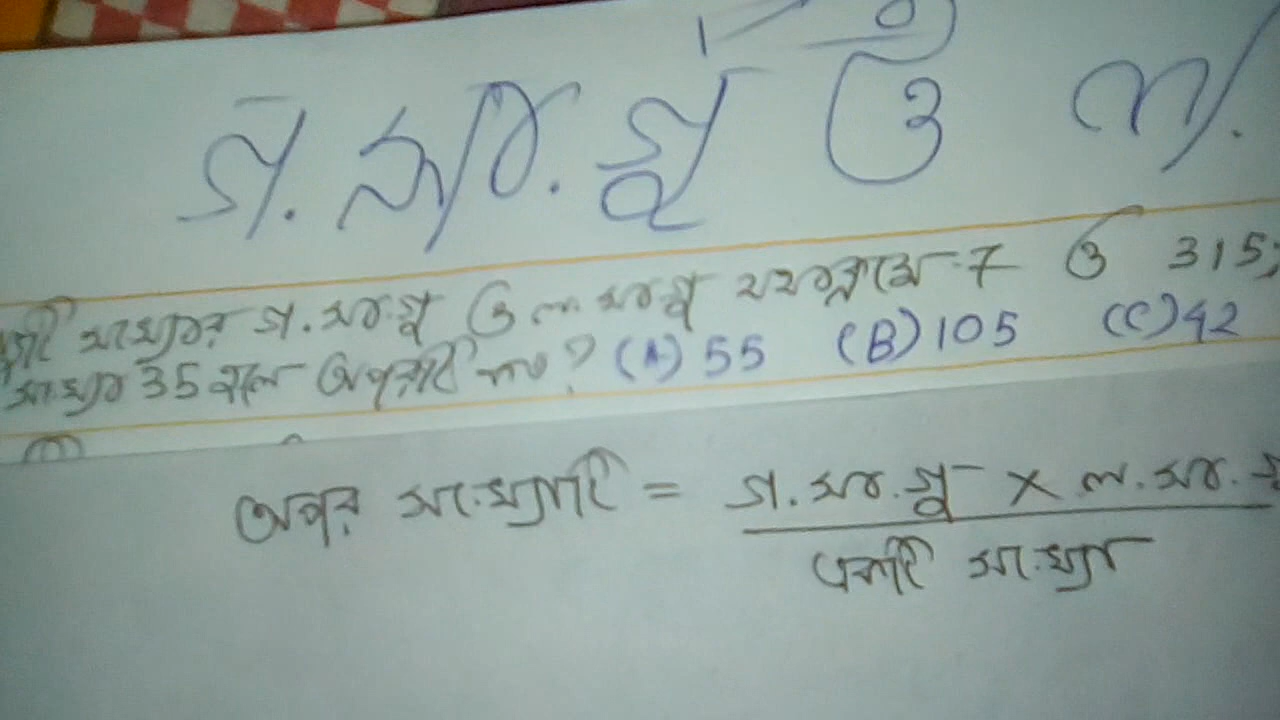 গ.সা.গু ও ল.
টি সংখ্যার গ.সা.গু ও ল.সা.গু যথাক্রমে 7 ও 315;
সংখ্যা 35 হলে অপরটি কত? (A) 55 (B) 105 (C) 42
অপর সংখ্যাটি = গ.সা.গু × ল.সা.গু
একটি সংখ্যা